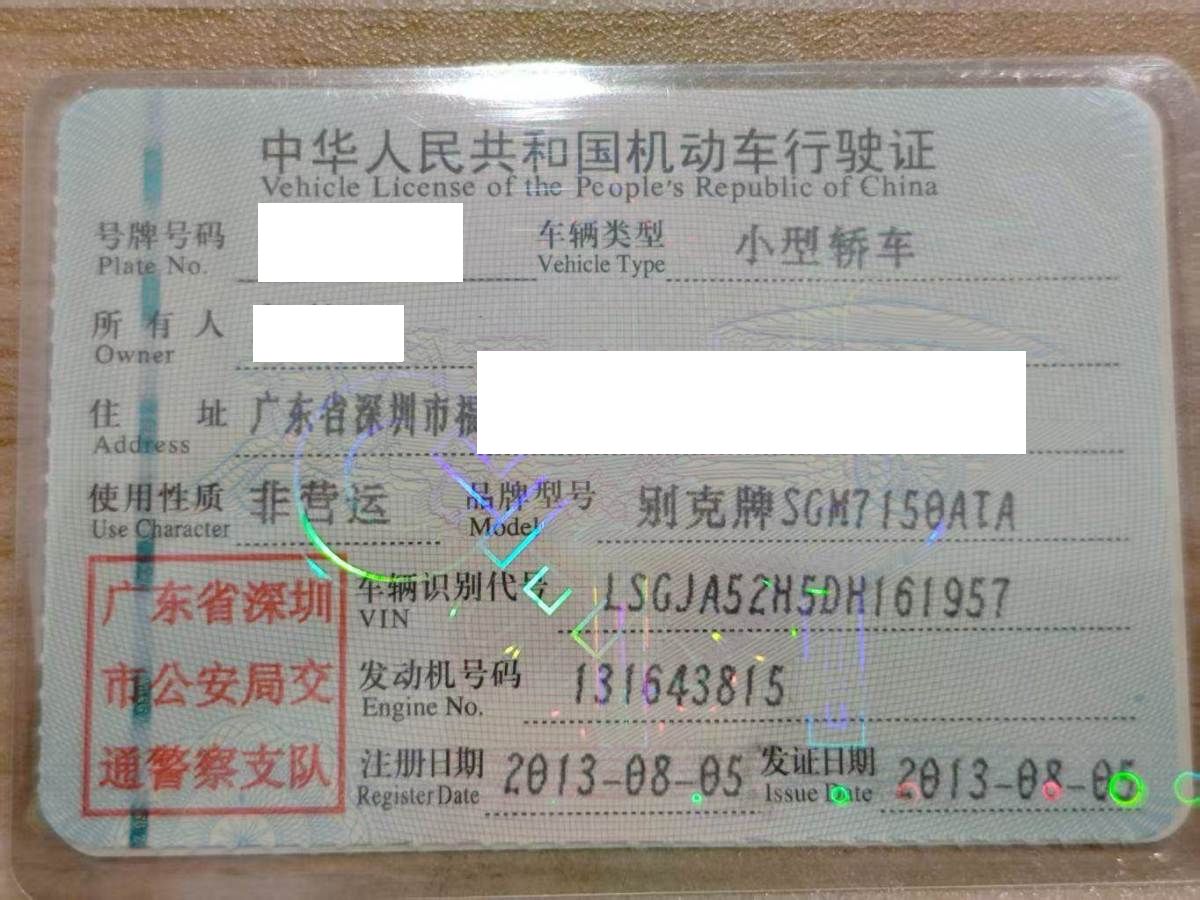 中华人民共和国机动车行驶证
Vehicle License of the People's Republic of China
号牌号码 车辆类型 小型轿车
Plate No. Vehicle Type
所有人
Owner
住址 广东省深圳市福
Address
使用性质 非营运 品牌型号 别克牌SGM7150ATA
Use Character Model
广东省深圳 车辆识别代号 LSGJA52H5DH161957
VIN
市公安局交 发动机号码 131643815
Engine No.
通警察支队 注册日期 2013-08-05 发证日期 2013-08-05
Register Date Issue Date